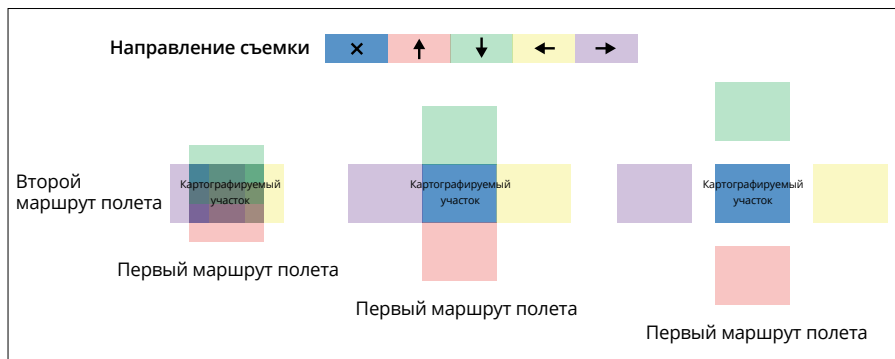 Направление съемки
Картографируемый
участок
Картографируемый
участок
Картографируемый
участок
Второй
маршрут полета
Первый маршрут полета
Первый маршрут полета
Первый маршрут полета